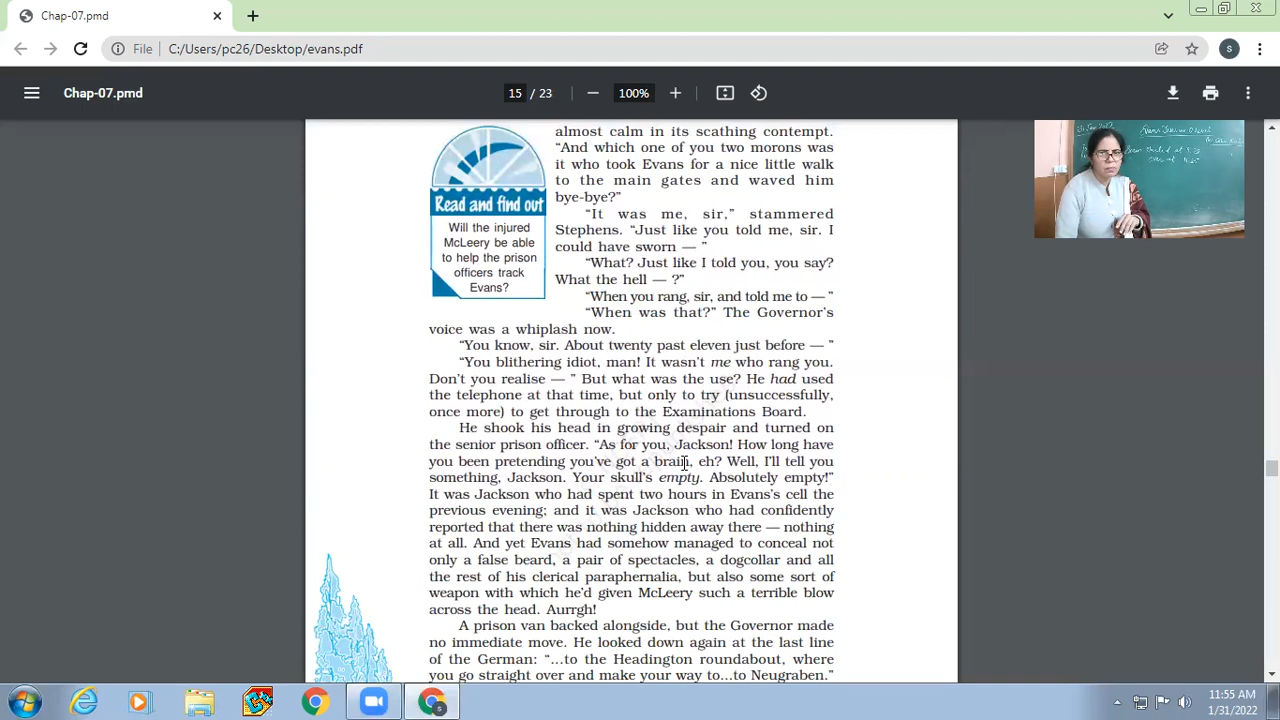 Chap-07.pmd
File
C:/Users/pc26/Desktop/evans.pdf
s
Chap-07.pmd
15 / 23
100%
almost calm in its scathing contempt.
“And which one of you two morons was
it who took Evans for a nice little walk
to the main gates and waved him
bye-bye?”
“It was me, sir,” stammered
Stephens. “Just like you told me, sir. I
could have sworn — ”
“What? Just like I told you, you say?
What the hell — ?”
“When you rang, sir, and told me to — ”
“When was that?” The Governor’s
Read and find out
Will the injured
McLeery be able
to help the prison
officers track
Evans?
voice was a whiplash now.
“You know, sir. About twenty past eleven just before — ”
“You blithering idiot, man! It wasn’t me who rang you.
Don’t you realise — ” But what was the use? He had used
the telephone at that time, but only to try (unsuccessfully,
once more) to get through to the Examinations Board.
He shook his head in growing despair and turned on
the senior prison officer. “As for you, Jackson! How long have
you been pretending you’ve got a brain, eh? Well, I’ll tell you
something, Jackson. Your skull’s empty. Absolutely empty!”
It was Jackson who had spent two hours in Evans’s cell the
previous evening; and it was Jackson who had confidently
reported that there was nothing hidden away there — nothing
at all. And yet Evans had somehow managed to conceal not
only a false beard, a pair of spectacles, a dogcollar and all
the rest of his clerical paraphernalia, but also some sort of
weapon with which he’d given McLeery such a terrible blow
across the head. Aurrgh!
A prison van backed alongside, but the Governor made
no immediate move. He looked down again at the last line
of the German: “...to the Headington roundabout, where
you go straight over and make your way to...to Neugraben.”
11:55 AM
1/31/2022